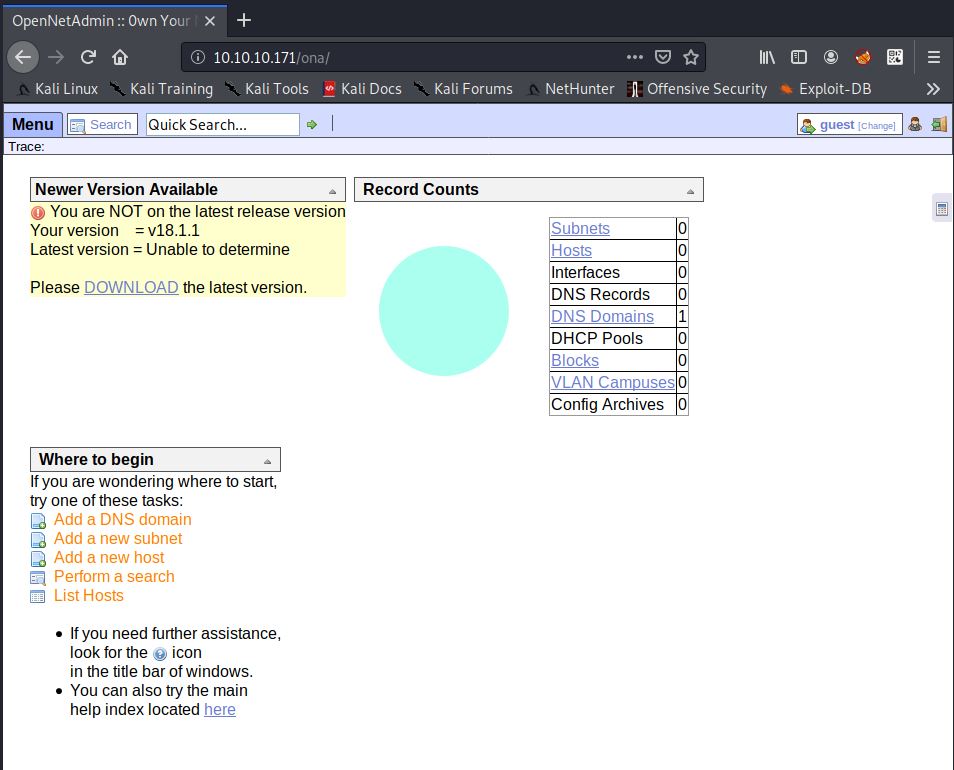 OpenNetAdmin :: 0wn Your
10.10.10.171/ona/
Kali Linux Kali Training Kali Tools Kali Docs Kali Forums NetHunter Offensive Security Exploit-DB
Menu Search Quick Search... guest [Change]
Trace:
Newer Version Available
You are NOT on the latest release version
Your version = v18.1.1
Latest version = Unable to determine
Please DOWNLOAD the latest version.
Record Counts
Subnets 0
Hosts 0
Interfaces 0
DNS Records 0
DNS Domains 1
DHCP Pools 0
Blocks 0
VLAN Campuses 0
Config Archives 0
Where to begin
If you are wondering where to start,
try one of these tasks:
Add a DNS domain
Add a new subnet
Add a new host
Perform a search
List Hosts
If you need further assistance,
look for the icon
in the title bar of windows.
You can also try the main
help index located here